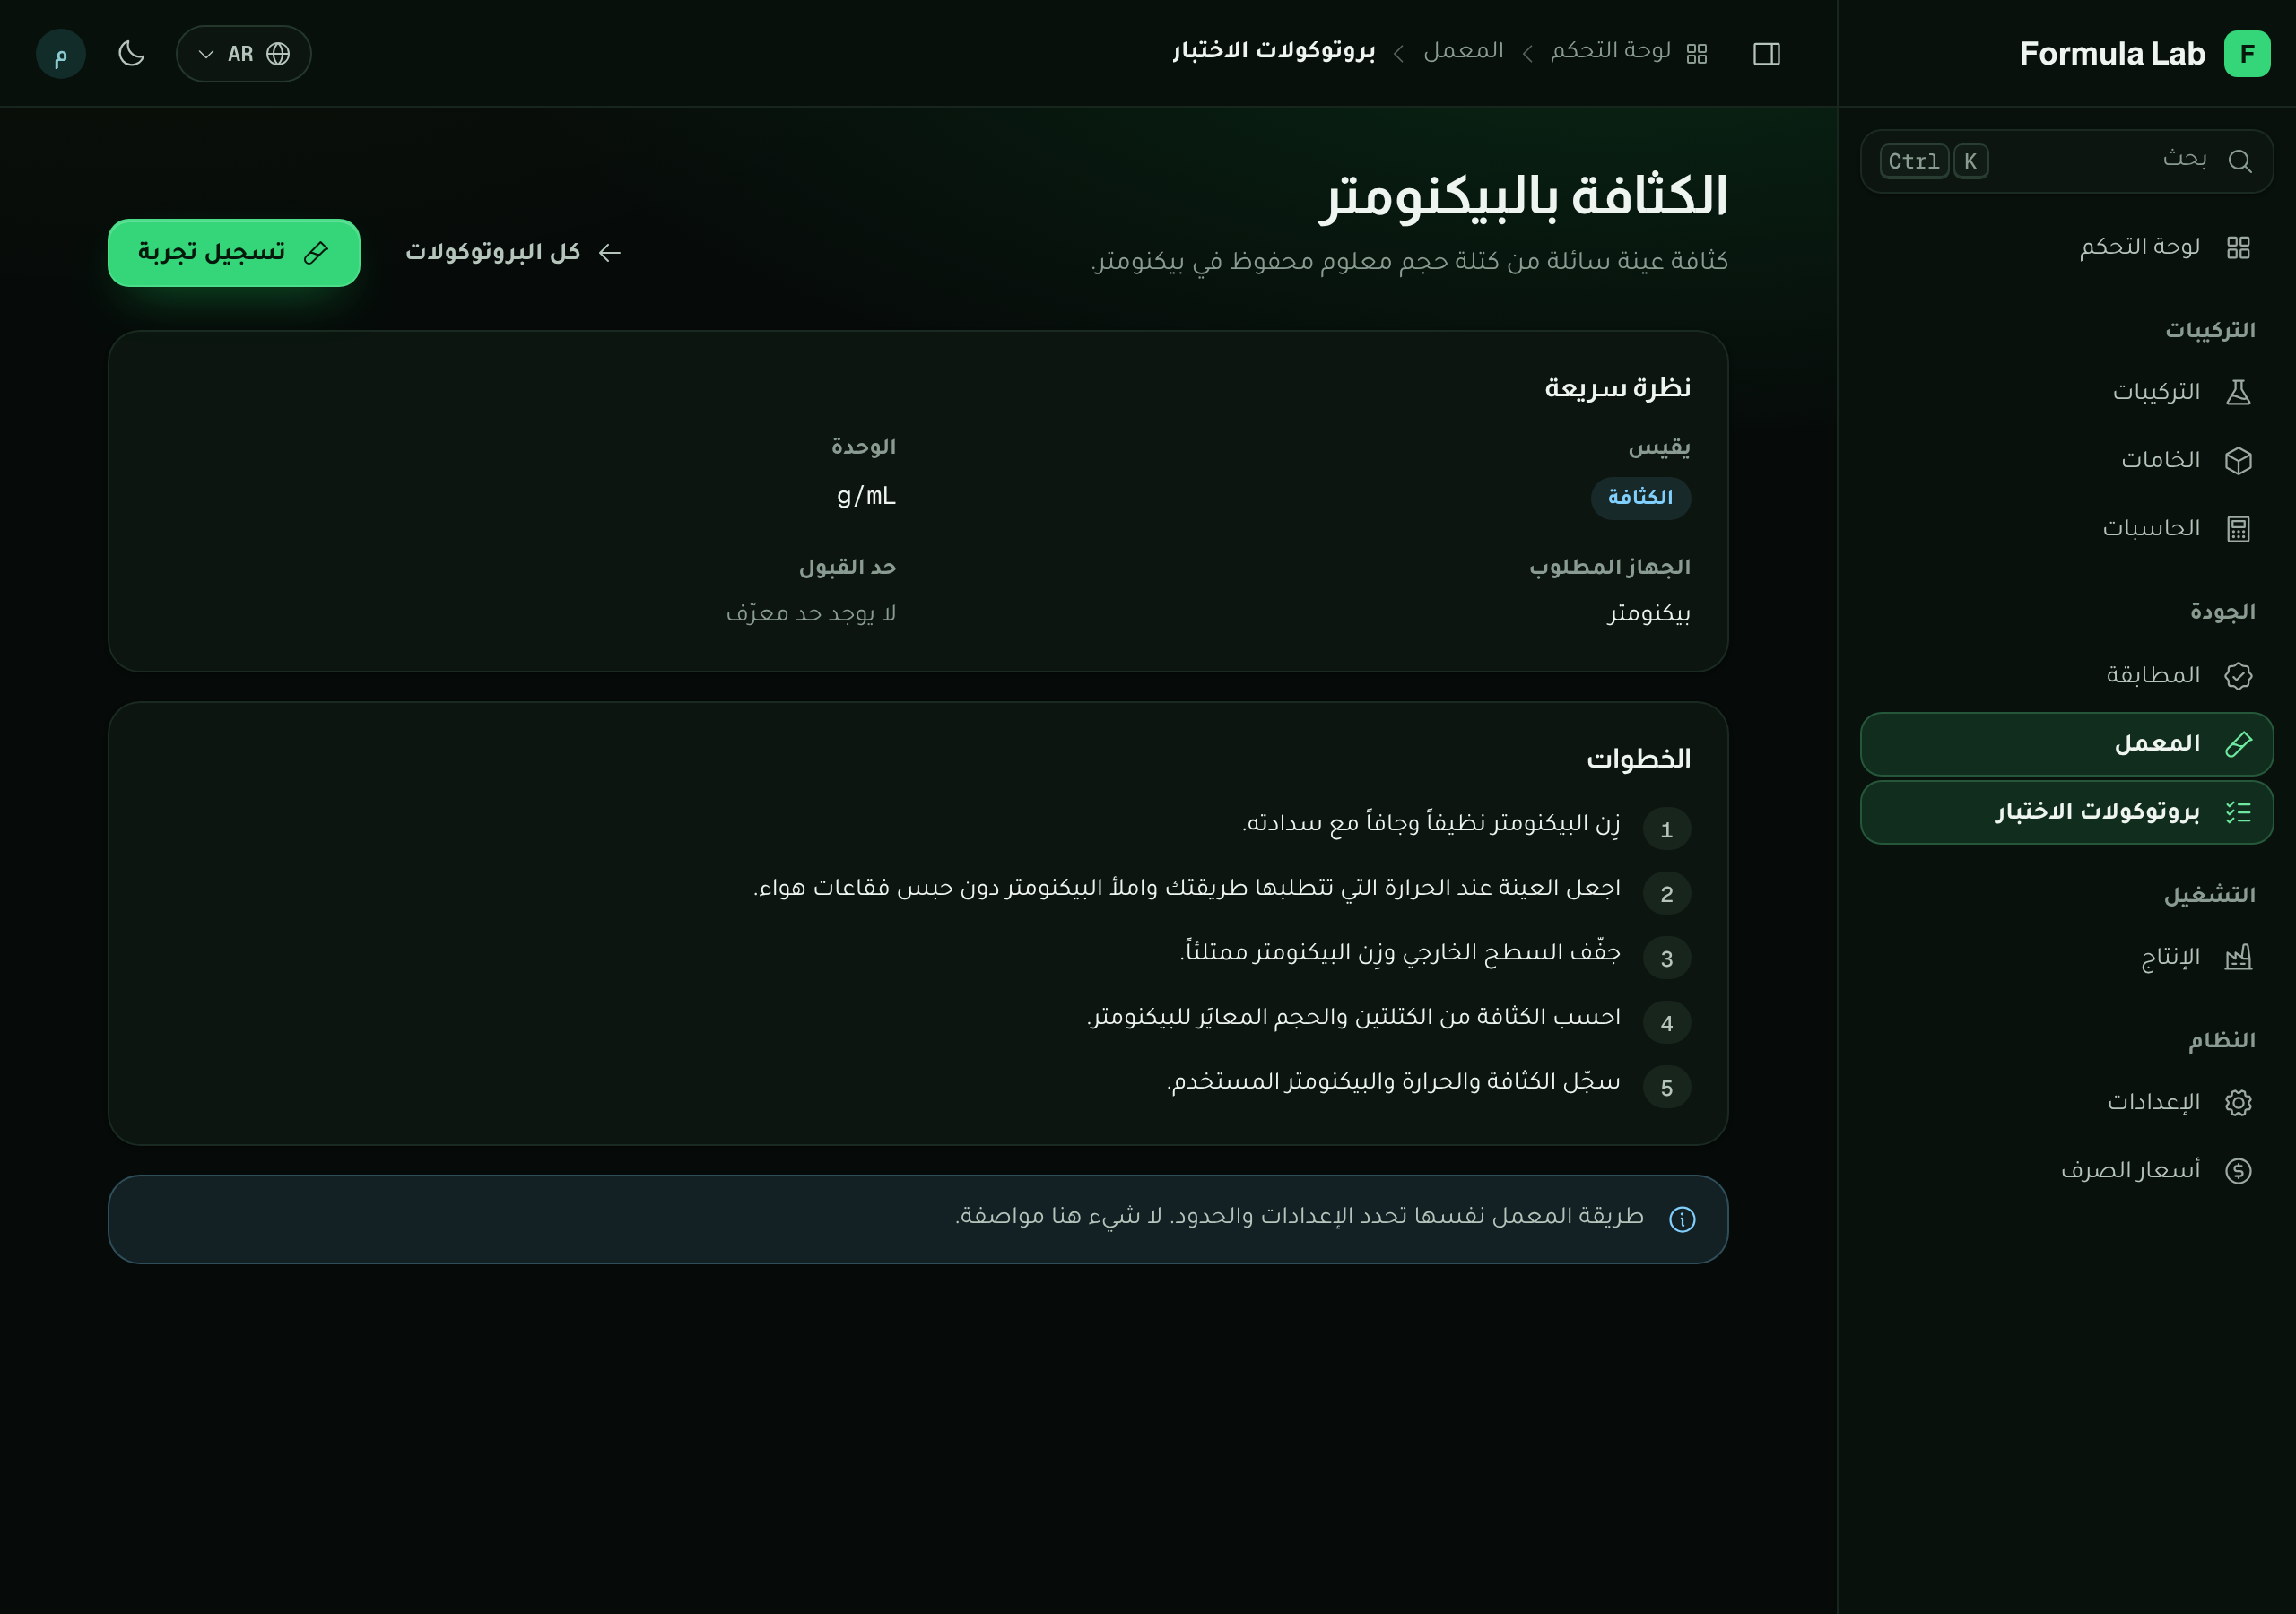 Formula Lab
F
بحث
Ctrl K
لوحة التحكم
التركيبات
التركيبات
الخامات
الحاسبات
الجودة
المطابقة
المعمل
بروتوكولات الاختبار
التشغيل
الإنتاج
النظام
الإعدادات
أسعار الصرف
لوحة التحكم
المعمل
بروتوكولات الاختبار
AR
م
الكثافة بالبيكنومتر
كثافة عينة سائلة من كتلة حجم معلوم محفوظ في بيكنومتر.
كل البروتوكولات
تسجيل تجربة
نظرة سريعة
يقيس
الكثافة
الوحدة
g/mL
الجهاز المطلوب
بيكنومتر
حد القبول
لا يوجد حد معرّف
الخطوات
1 زِن البيكنومتر نظيفاً وجافاً مع سدادته.
2 اجعل العينة عند الحرارة التي تتطلبها طريقتك واملأ البيكنومتر دون حبس فقاعات هواء.
3 جفّف السطح الخارجي وزِن البيكنومتر ممتلئاً.
4 احسب الكثافة من الكتلتين والحجم المعايَر للبيكنومتر.
5 سجّل الكثافة والحرارة والبيكنومتر المستخدم.
طريقة المعمل نفسها تحدد الإعدادات والحدود. لا شيء هنا مواصفة.